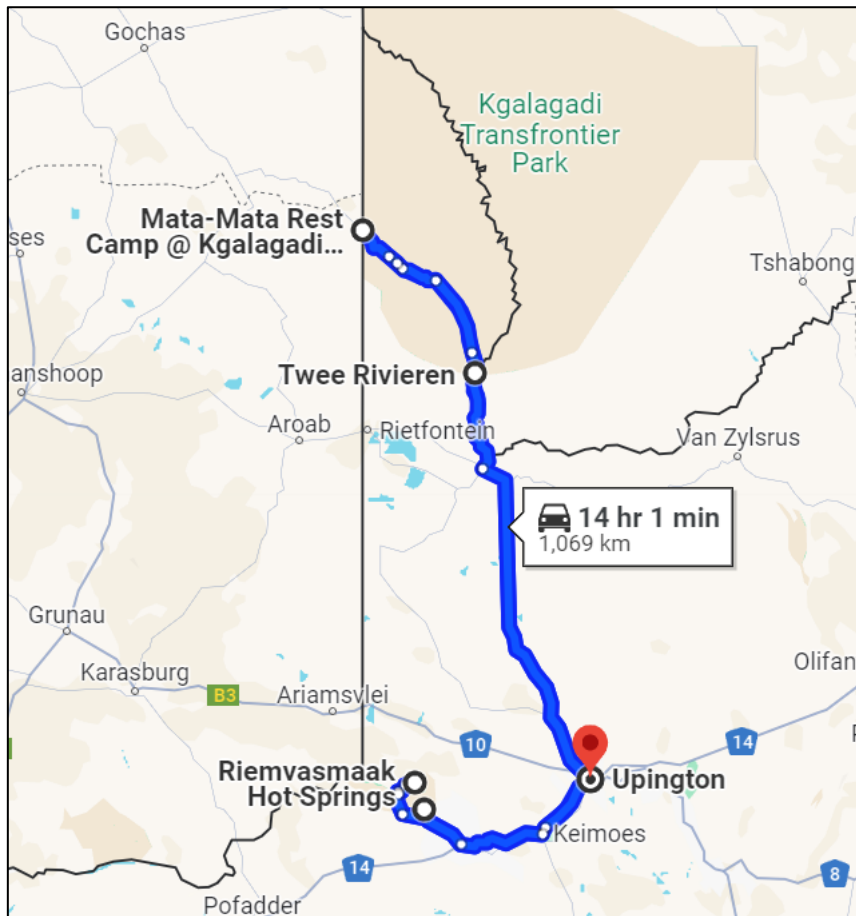 Gochas
Kgalagadi
Transfrontier
Park
Mata-Mata Rest
Camp @ Kgalagadi...
ses
Tshabong
Twee Rivieren
anshoop
Aroab
Rietfontein
Van Zylsrus
14 hr 1 min
1,069 km
Grunau
Karasburg
B3
Ariamsvlei
Olifan
10
14
Riemvasmaak
Hot Springs
Upington
Keimoes
14
8
Pofadder